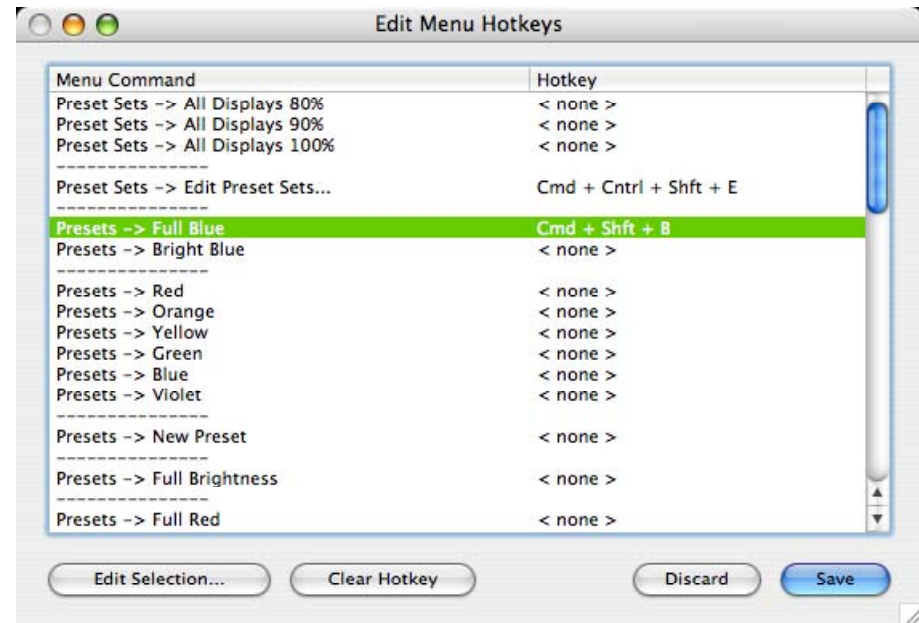 Edit Menu Hotkeys
Menu Command Hotkey
Preset Sets -> All Displays 80% < none >
Preset Sets -> All Displays 90% < none >
Preset Sets -> All Displays 100% < none >
---------------
Preset Sets -> Edit Preset Sets... Cmd + Cntrl + Shft + E
---------------
Presets -> Full Blue Cmd + Shft + B
Presets -> Bright Blue < none >
---------------
Presets -> Red < none >
Presets -> Orange < none >
Presets -> Yellow < none >
Presets -> Green < none >
Presets -> Blue < none >
Presets -> Violet < none >
---------------
Presets -> New Preset < none >
---------------
Presets -> Full Brightness < none >
---------------
Presets -> Full Red < none >
Edit Selection... Clear Hotkey Discard Save